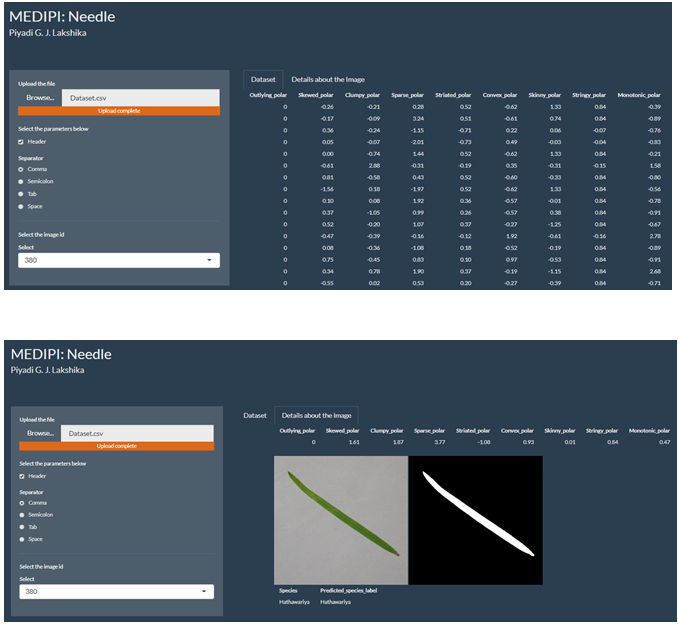 MEDIPI: Needle
Piyadi G. J. Lakshika
Upload the file
Browse... Dataset.csv
Upload complete
Select the parameters below
Header
Separator
Comma
Semicolon
Tab
Space
Select the image id
Select
380
Dataset Details about the Image
Outlying_polar Skewed_polar Clumpy_polar Sparse_polar Striated_polar Convex_polar Skinny_polar Stringy_polar Monotonic_polar
0 -0.26 -0.21 0.28 0.52 -0.62 1.33 0.84 -0.39
0 -0.17 -0.09 3.24 0.51 -0.61 0.74 0.84 -0.89
0 0.36 -0.24 -1.15 -0.71 0.22 0.06 -0.07 -0.76
0 0.05 -0.07 -2.01 -0.73 0.49 -0.03 -0.04 -0.83
0 0.00 -0.74 1.44 0.52 -0.62 1.33 0.84 -0.21
0 -0.61 2.88 -0.31 -0.19 0.35 -0.31 -0.15 1.58
0 0.81 -0.58 0.43 0.52 -0.60 -0.33 0.84 -0.80
0 -1.56 0.18 -1.97 0.52 -0.62 1.33 0.84 -0.56
0 0.10 0.08 1.92 0.36 -0.57 -0.01 0.84 -0.78
0 0.37 -1.05 0.99 0.26 -0.57 0.38 0.84 -0.91
0 0.52 -0.20 1.07 0.37 -0.27 -1.25 0.84 -0.67
0 -0.47 -0.39 -0.16 -0.12 1.92 -0.61 -0.16 2.78
0 0.08 -0.36 -1.08 0.18 -0.52 -0.19 0.84 -0.89
0 0.75 -0.45 0.83 0.10 0.97 -0.53 0.84 -0.91
0 0.34 0.78 1.90 0.37 -0.19 -1.15 0.84 2.68
0 -0.55 0.02 0.53 0.20 -0.27 -0.39 0.84 -0.71
MEDIPI: Needle
Piyadi G. J. Lakshika
Upload the file
Browse... Dataset.csv
Upload complete
Select the parameters below
Header
Separator
Comma
Semicolon
Tab
Space
Select the image id
Select
380
Dataset Details about the Image
Outlying_polar Skewed_polar Clumpy_polar Sparse_polar Striated_polar Convex_polar Skinny_polar Stringy_polar Monotonic_polar
0 1.61 1.87 3.77 -1.08 0.93 0.01 0.84 0.47
Species Predicted_species_label
Hathawariya Hathawariya